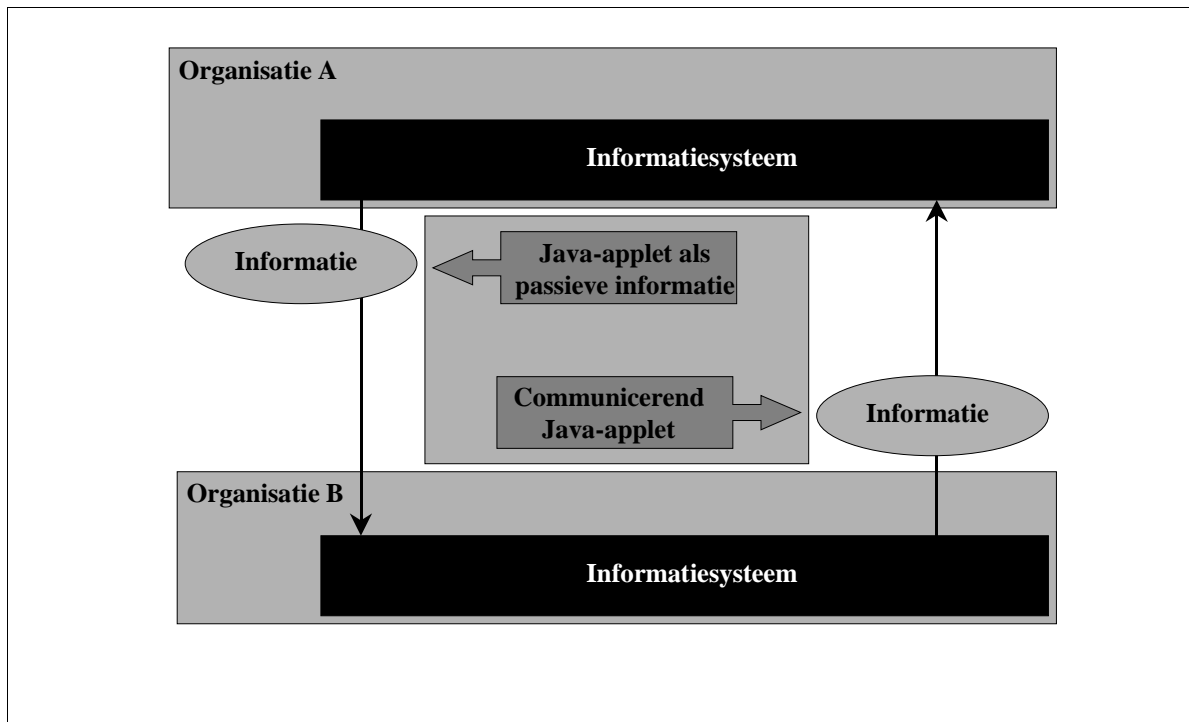 Organisatie A
Informatiesysteem
Informatie
Java-applet als
passieve informatie
Communicerend
Java-applet
Informatie
Organisatie B
Informatiesysteem